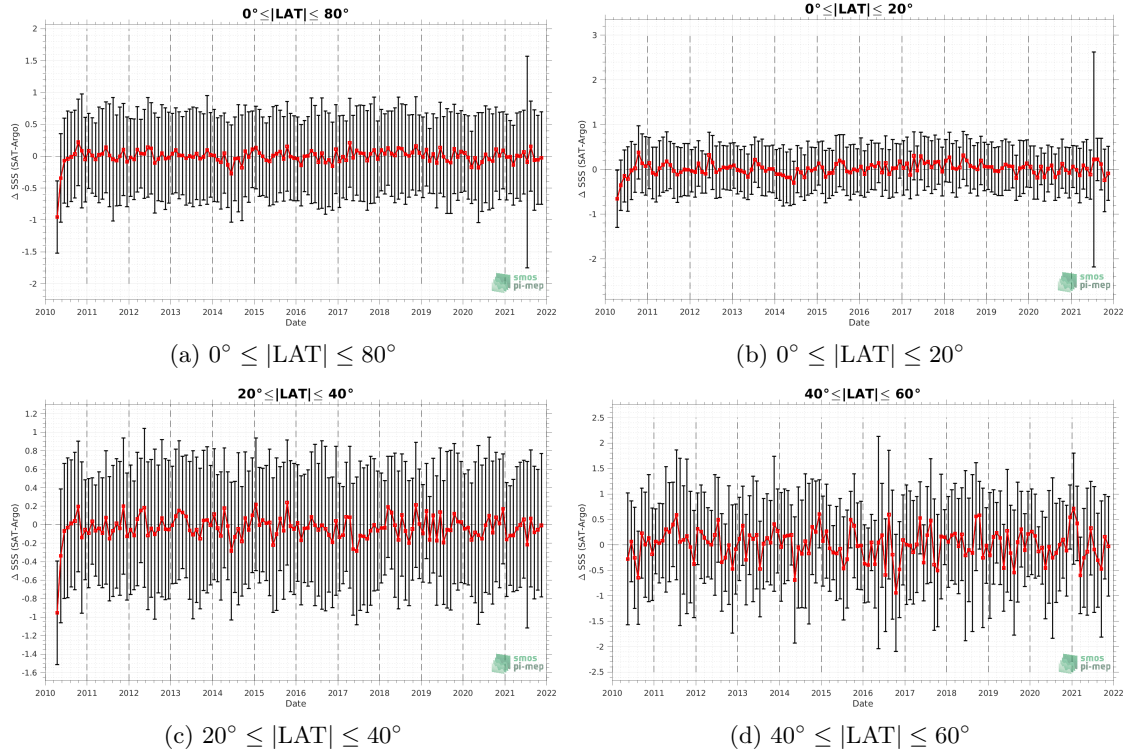 0°≤|LAT|≤ 80°
2
1.5
1
0.5
0
-0.5
-1
-1.5
-2
Δ SSS (SAT-Argo)
2010 2011 2012 2013 2014 2015 2016 2017 2018 2019 2020 2021 2022
Date
smos
pi-mep
(a) 0° ≤ |LAT| ≤ 80°
0°≤|LAT|≤ 20°
3
2
1
0
-1
-2
Δ SSS (SAT-Argo)
2010 2011 2012 2013 2014 2015 2016 2017 2018 2019 2020 2021 2022
Date
smos
pi-mep
(b) 0° ≤ |LAT| ≤ 20°
20°≤|LAT|≤ 40°
1.2
1
0.8
0.6
0.4
0.2
0
-0.2
-0.4
-0.6
-0.8
-1
-1.2
-1.4
-1.6
Δ SSS (SAT-Argo)
2010 2011 2012 2013 2014 2015 2016 2017 2018 2019 2020 2021 2022
Date
smos
pi-mep
(c) 20° ≤ |LAT| ≤ 40°
40°≤|LAT|≤ 60°
2.5
2
1.5
1
0.5
0
-0.5
-1
-1.5
-2
-2.5
Δ SSS (SAT-Argo)
2010 2011 2012 2013 2014 2015 2016 2017 2018 2019 2020 2021 2022
Date
smos
pi-mep
(d) 40° ≤ |LAT| ≤ 60°